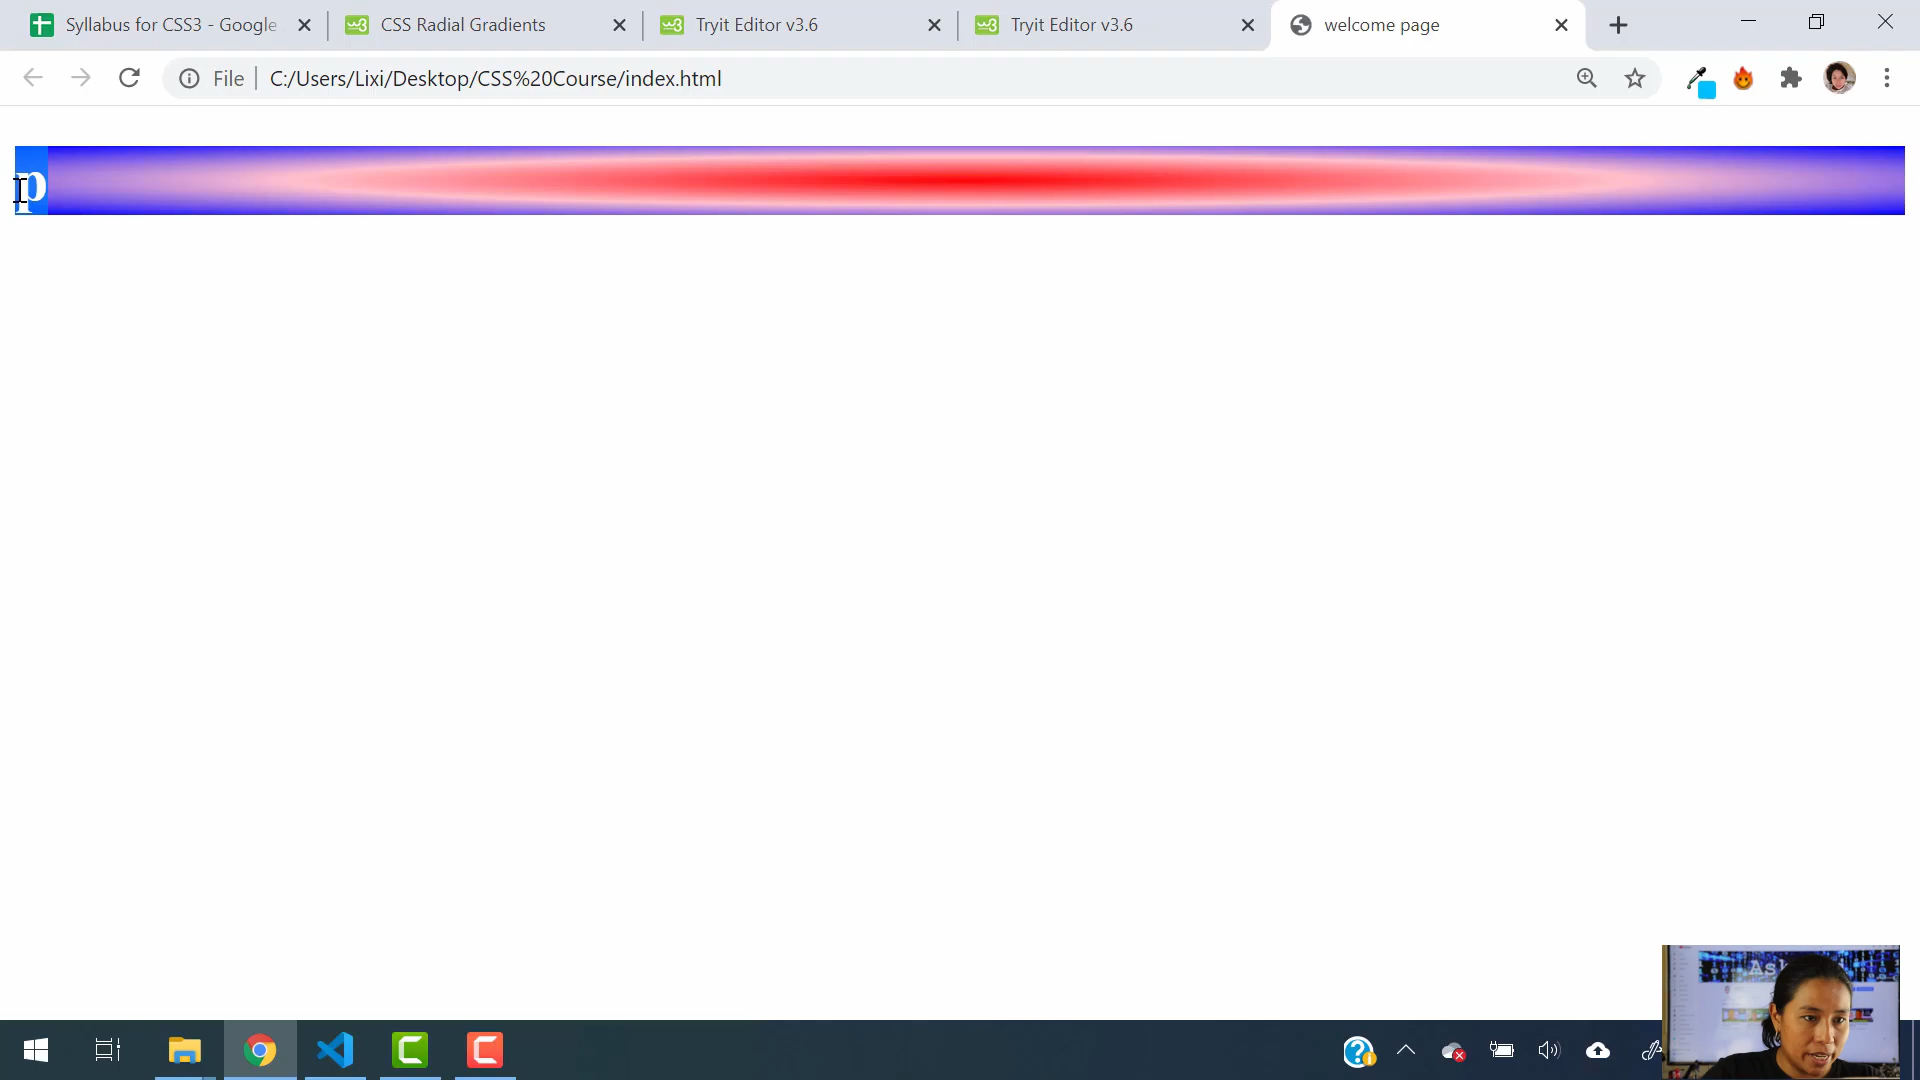 Syllabus for CSS3 - Google
CSS Radial Gradients
Tryit Editor v3.6
Tryit Editor v3.6
welcome page
File
C:/Users/Lixi/Desktop/CSS%20Course/index.html
p